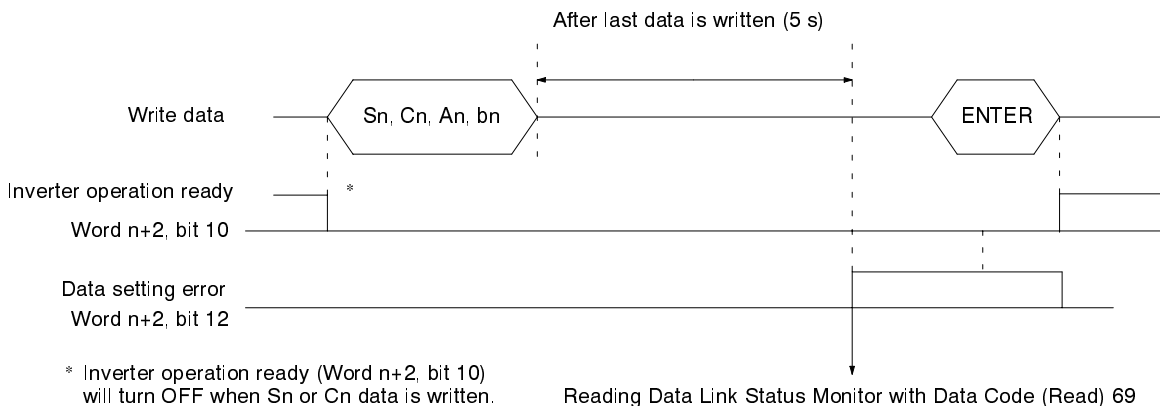 After last data is written (5 s)
Write data
Sn, Cn, An, bn
ENTER
Inverter operation ready
*
Word n+2, bit 10
Data setting error
Word n+2, bit 12
* Inverter operation ready (Word n+2, bit 10)
will turn OFF when Sn or Cn data is written.
Reading Data Link Status Monitor with Data Code (Read) 69